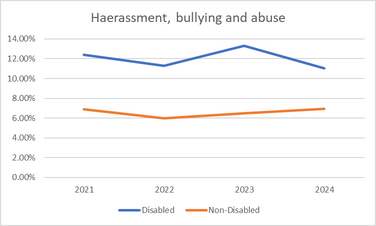 Haerassment, bullying and abuse
14.00%
12.00%
10.00%
8.00%
6.00%
4.00%
2.00%
0.00%
2021 2022 2023 2024
Disabled Non-Disabled